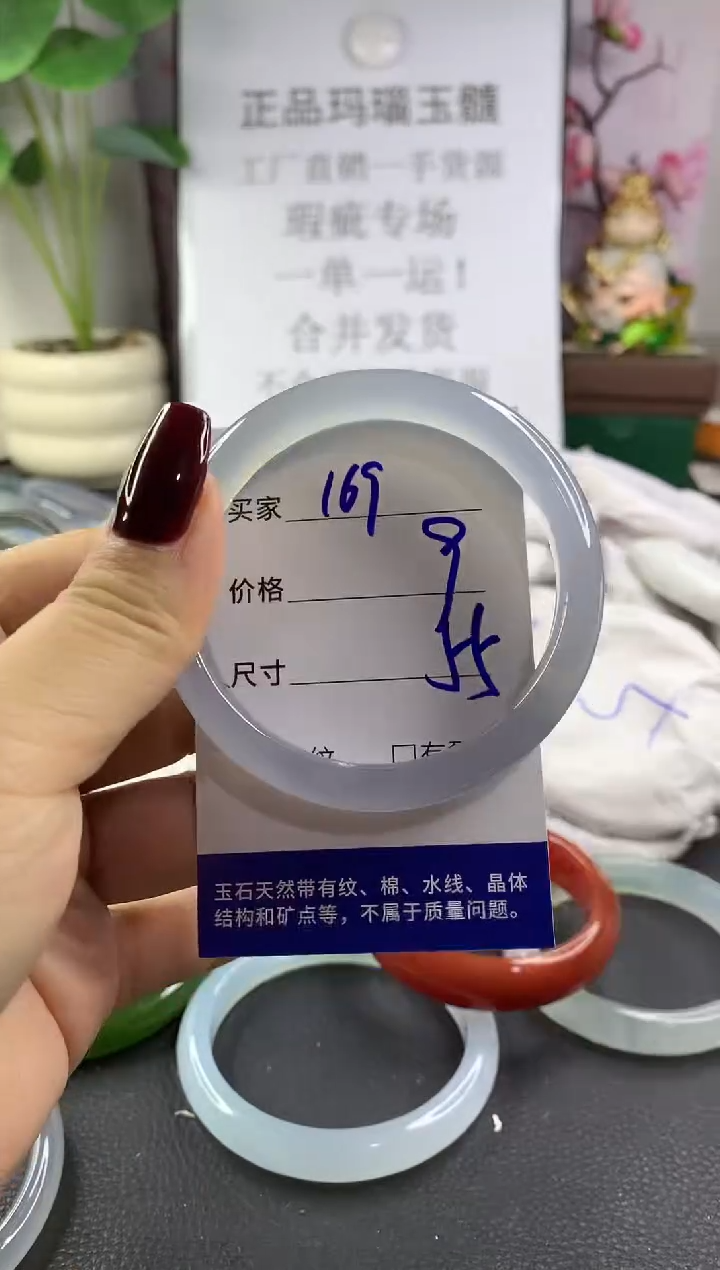 正品玛瑙玉髓
工厂直销一手货源
瑕疵专场
一单一运!
合并发货
买家 169
价格 9
尺寸 55
纹 口有
玉石天然带有纹、棉、水线、晶体
结构和矿点等，不属于质量问题。